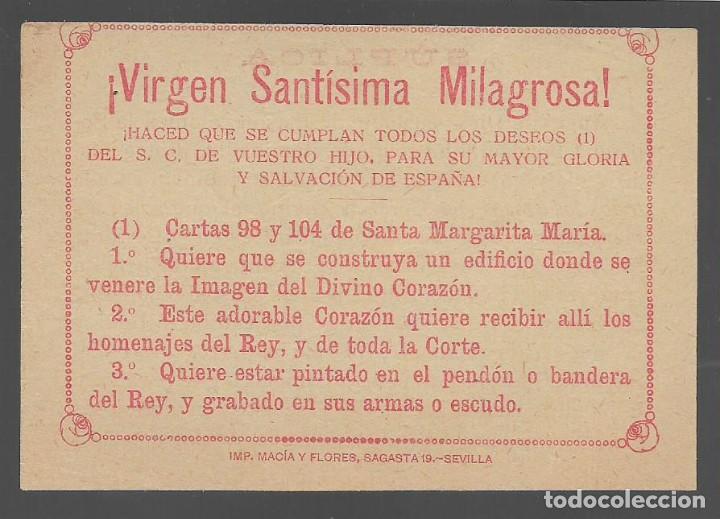 SÚPLICA
¡Virgen Santísima Milagrosa!
¡HACED QUE SE CUMPLAN TODOS LOS DESEOS (1)
DEL S. C. DE VUESTRO HIJO, PARA SU MAYOR GLORIA
Y SALVACIÓN DE ESPAÑA!
(1) Cartas 98 y 104 de Santa Margarita María.
1.º Quiere que se construya un edificio donde se
venere la Imagen del Divino Corazón.
2.º Este adorable Corazón quiere recibir allí los
homenajes del Rey, y de toda la Corte.
3.º Quiere estar pintado en el pendón o bandera
del Rey, y grabado en sus armas o escudo.
IMP. MACÍA Y FLORES, SAGASTA 19.-SEVILLA
todocoleccion